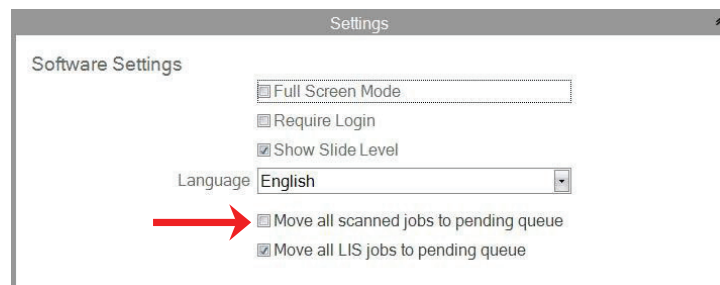 Settings
Software Settings
Full Screen Mode
Require Login
Show Slide Level
Language English
Move all scanned jobs to pending queue
Move all LIS jobs to pending queue